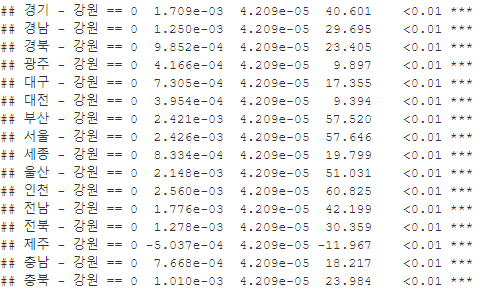 ## 경기 - 강원 == 0  1.709e-03  4.209e-05  40.601    <0.01 ***
## 경남 - 강원 == 0  1.250e-03  4.209e-05  29.695    <0.01 ***
## 경북 - 강원 == 0  9.852e-04  4.209e-05  23.405    <0.01 ***
## 광주 - 강원 == 0  4.166e-04  4.209e-05   9.897    <0.01 ***
## 대구 - 강원 == 0  7.305e-04  4.209e-05  17.355    <0.01 ***
## 대전 - 강원 == 0  3.954e-04  4.209e-05   9.394    <0.01 ***
## 부산 - 강원 == 0  2.421e-03  4.209e-05  57.520    <0.01 ***
## 서울 - 강원 == 0  2.426e-03  4.209e-05  57.646    <0.01 ***
## 세종 - 강원 == 0  8.334e-04  4.209e-05  19.799    <0.01 ***
## 울산 - 강원 == 0  2.148e-03  4.209e-05  51.031    <0.01 ***
## 인천 - 강원 == 0  2.560e-03  4.209e-05  60.825    <0.01 ***
## 전남 - 강원 == 0  1.776e-03  4.209e-05  42.199    <0.01 ***
## 전북 - 강원 == 0  1.278e-03  4.209e-05  30.359    <0.01 ***
## 제주 - 강원 == 0 -5.037e-04  4.209e-05 -11.967    <0.01 ***
## 충남 - 강원 == 0  7.668e-04  4.209e-05  18.217    <0.01 ***
## 충북 - 강원 == 0  1.010e-03  4.209e-05  23.984    <0.01 ***